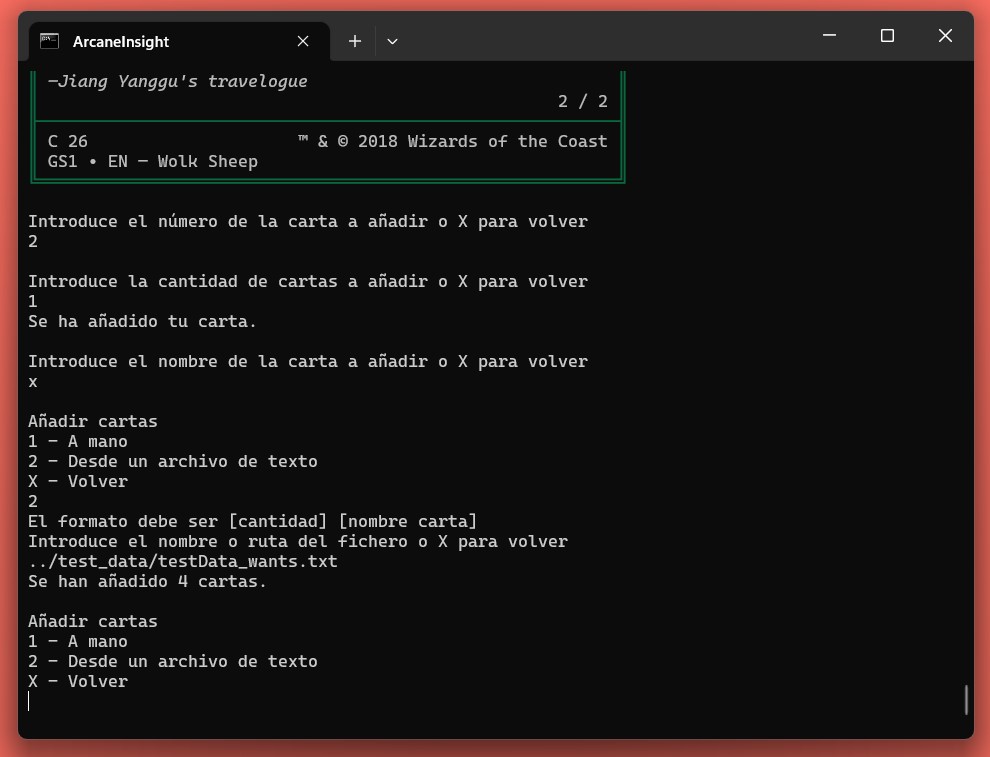 ArcaneInsight
—Jiang Yanggu's travelogue
2 / 2
C 26 ™ & © 2018 Wizards of the Coast
GS1 • EN — Wolk Sheep
Introduce el número de la carta a añadir o X para volver
2
Introduce la cantidad de cartas a añadir o X para volver
1
Se ha añadido tu carta.
Introduce el nombre de la carta a añadir o X para volver
x
Añadir cartas
1 — A mano
2 — Desde un archivo de texto
X — Volver
2
El formato debe ser [cantidad] [nombre carta]
Introduce el nombre o ruta del fichero o X para volver
../test_data/testData_wants.txt
Se han añadido 4 cartas.
Añadir cartas
1 — A mano
2 — Desde un archivo de texto
X — Volver